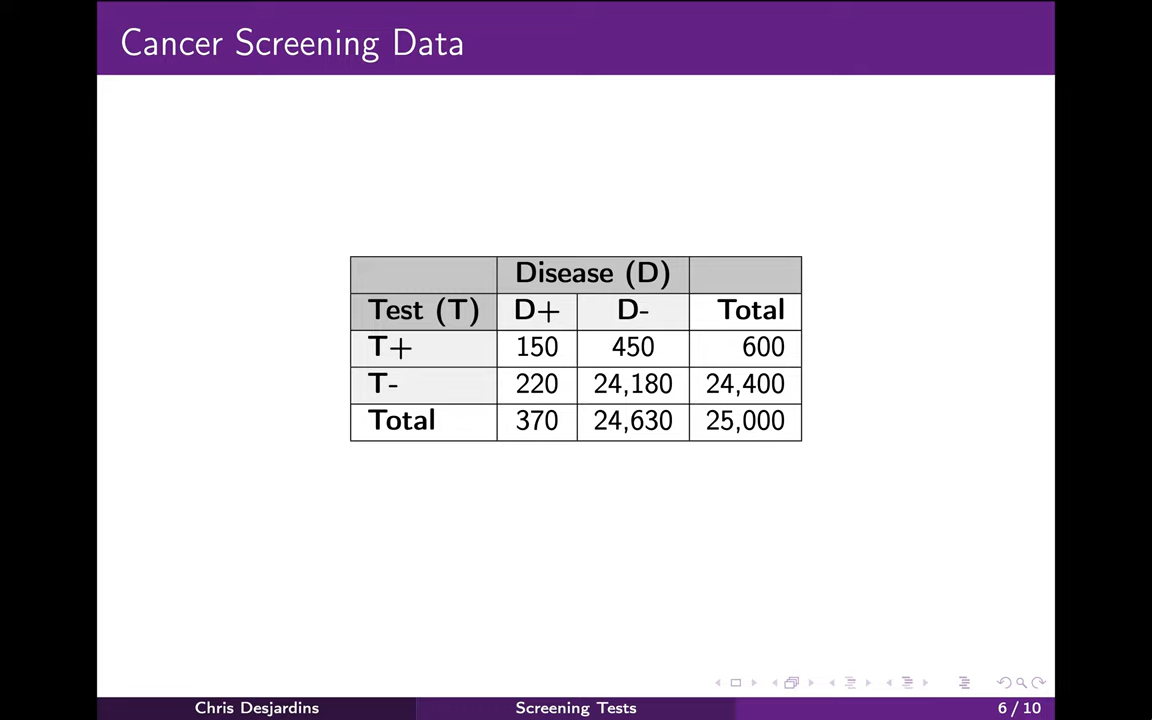 Cancer Screening Data
Disease (D)
Test (T) D+ D- Total
T+ 150 450 600
T- 220 24,180 24,400
Total 370 24,630 25,000
Chris Desjardins Screening Tests 6 / 10